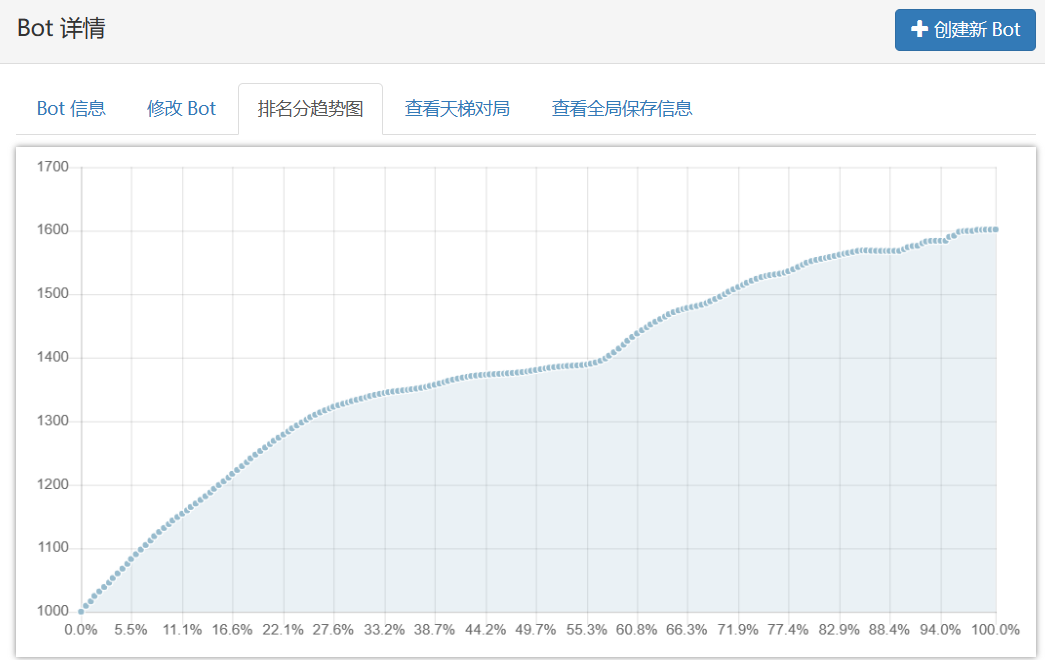 Bot 详情
创建新 Bot
Bot 信息 修改 Bot 排名分趋势图 查看天梯对局 查看全局保存信息
1700
1600
1500
1400
1300
1200
1100
1000
0.0% 5.5% 11.1% 16.6% 22.1% 27.6% 33.2% 38.7% 44.2% 49.7% 55.3% 60.8% 66.3% 71.9% 77.4% 82.9% 88.4% 94.0% 100.0%